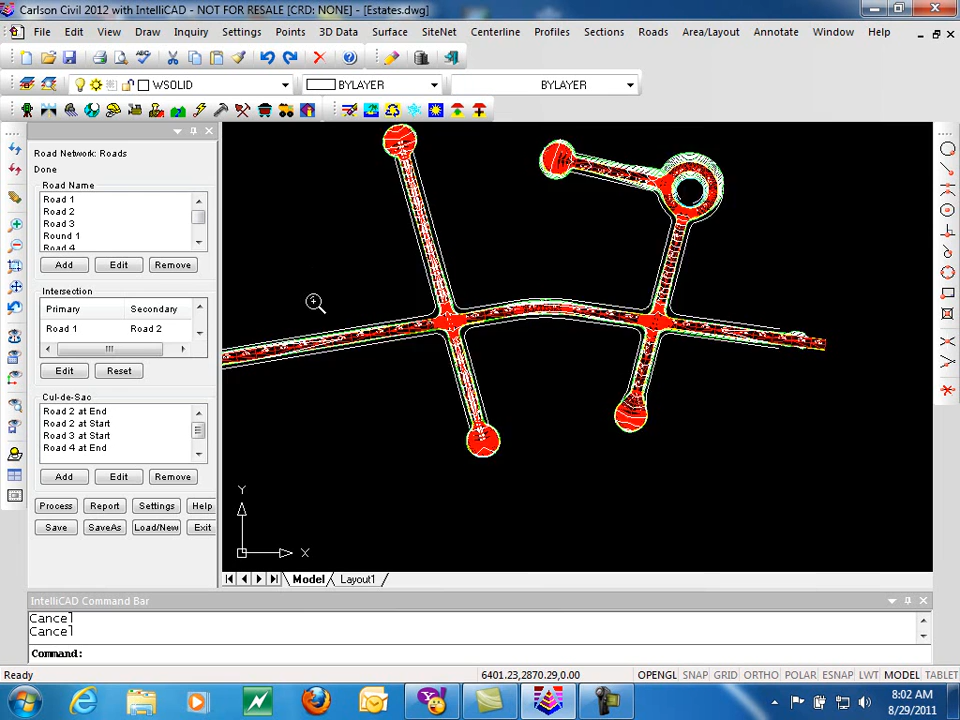 Carlson Civil 2012 with IntelliCAD - NOT FOR RESALE [CRD: NONE] - [Estates.dwg]
File Edit View Draw Inquiry Settings Points 3D Data Surface SiteNet Centerline Profiles Sections Roads Area/Layout Annotate Window Help
WSOLID BYLAYER BYLAYER
Road Network: Roads
Done
Road Name
Road 1
Road 2
Road 3
Round 1
Road 4
Add Edit Remove
Intersection
Primary Secondary
Road 1 Road 2
Edit Reset
Cul-de-Sac
Road 2 at End
Road 2 at Start
Road 3 at Start
Road 4 at End
Add Edit Remove
Process Report Settings Help
Save SaveAs Load/New Exit
Y
X
Model Layout1
IntelliCAD Command Bar
Cancel
Cancel
Command:
Ready 6401.23,2870.29,0.00 OPENGL SNAP GRID ORTHO POLAR ESNAP LWT MODEL TABLET
8:02 AM
8/29/2011